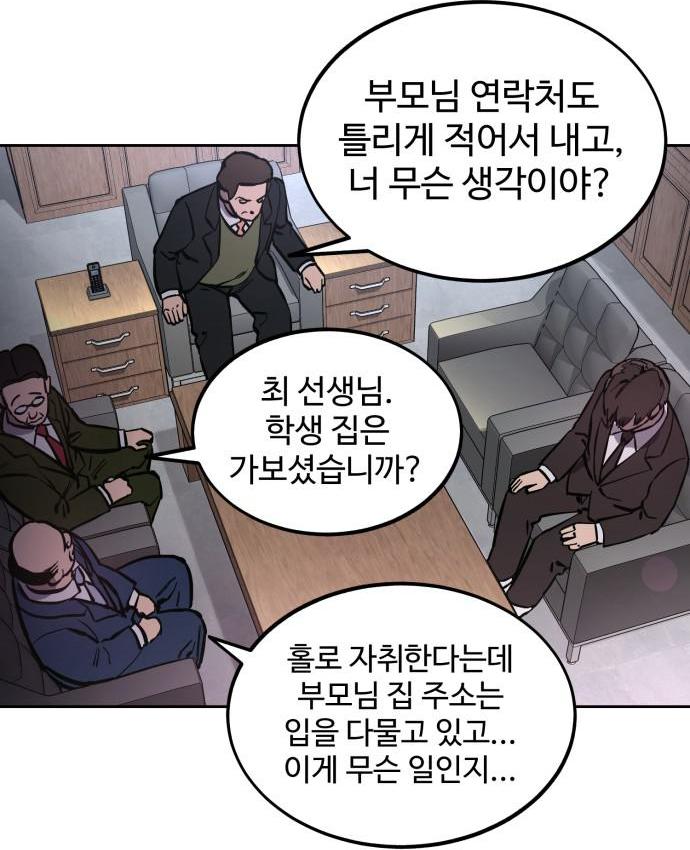 부모님 연락처도
틀리게 적어서 내고,
너 무슨 생각이야?
최 선생님.
학생 집은
가보셨습니까?
홀로 자취한다는데
부모님 집 주소는
입을 다물고 있고...
이게 무슨 일인지...